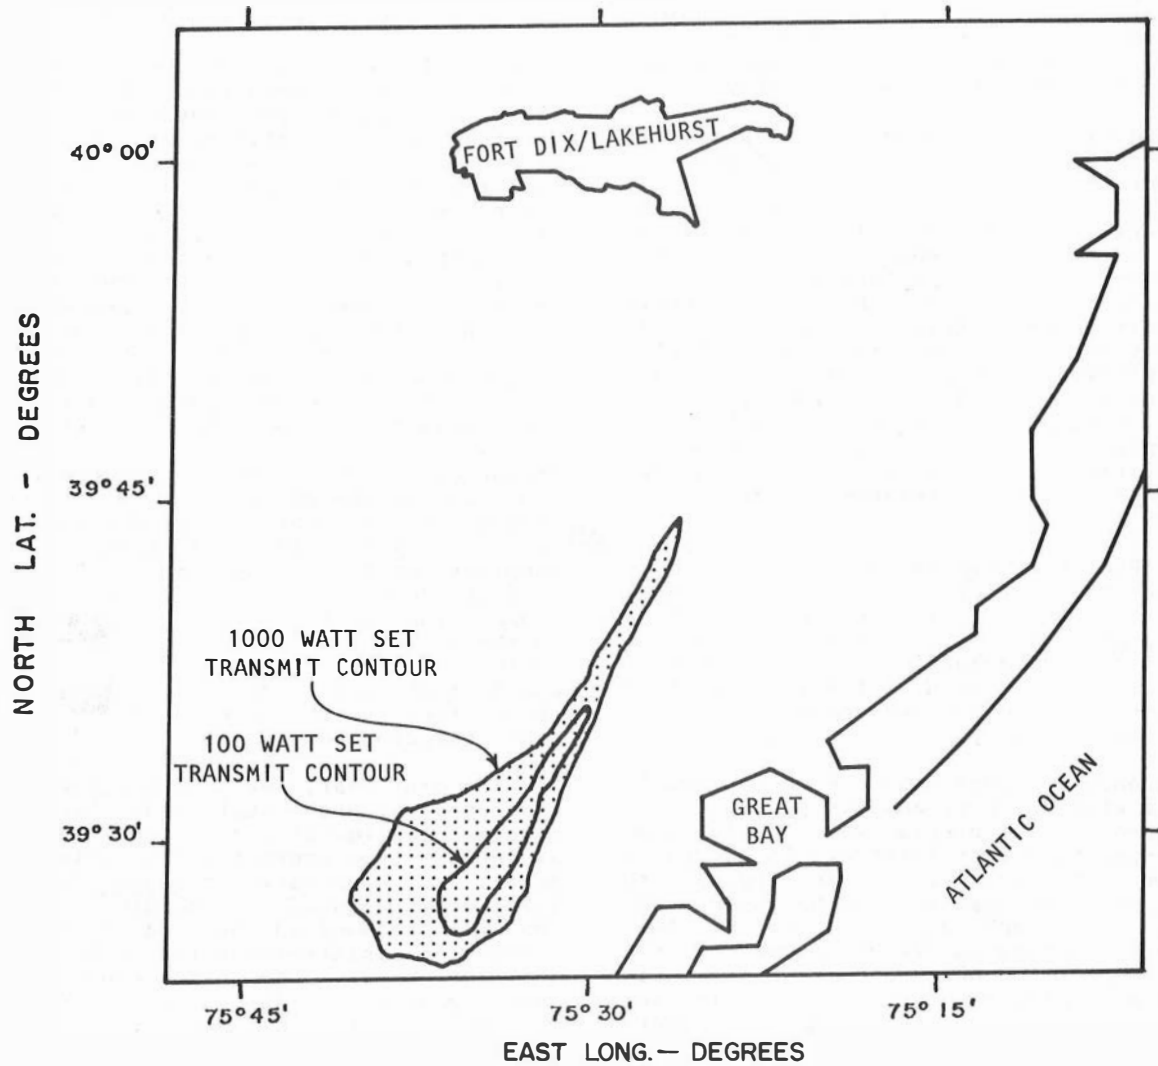 FORT DIX/LAKEHURST
40° 00'
39° 45'
39° 30'
NORTH LAT. - DEGREES
1000 WATT SET
TRANSMIT CONTOUR
100 WATT SET
TRANSMIT CONTOUR
GREAT
BAY
ATLANTIC OCEAN
75° 45'
75° 30'
75° 15'
EAST LONG. — DEGREES